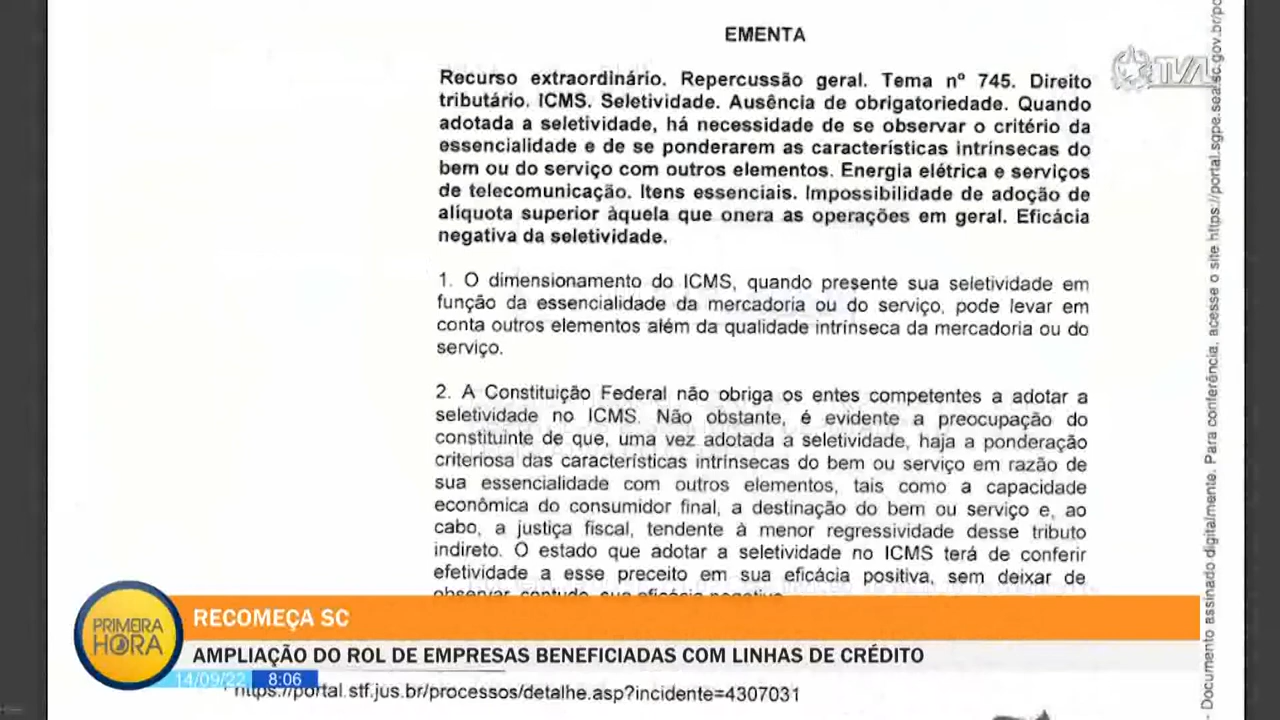 EMENTA
Recurso extraordinário. Repercussão geral. Tema nº 745. Direito
tributário. ICMS. Seletividade. Ausência de obrigatoriedade. Quando
adotada a seletividade, há necessidade de se observar o critério da
essencialidade e de se ponderarem as características intrínsecas do
bem ou do serviço com outros elementos. Energia elétrica e serviços
de telecomunicação. Itens essenciais. Impossibilidade de adoção de
alíquota superior àquela que onera as operações em geral. Eficácia
negativa da seletividade.
1. O dimensionamento do ICMS, quando presente sua seletividade em
função da essencialidade da mercadoria ou do serviço, pode levar em
conta outros elementos além da qualidade intrínseca da mercadoria ou do
serviço.
2. A Constituição Federal não obriga os entes competentes a adotar a
seletividade no ICMS. Não obstante, é evidente a preocupação do
constituinte de que, uma vez adotada a seletividade, haja a ponderação
criteriosa das características intrínsecas do bem ou serviço em razão de
sua essencialidade com outros elementos, tais como a capacidade
econômica do consumidor final, a destinação do bem ou serviço e, ao
cabo, a justiça fiscal, tendente à menor regressividade desse tributo
indireto. O estado que adotar a seletividade no ICMS terá de conferir
efetividade a esse preceito em sua eficácia positiva, sem deixar de
observar, contudo, sua eficácia negativa.
TVAL
- Documento assinado digitalmente. Para conferência, acesse o site https://portal.sgpe.sea.sc.gov.br/po
PRIMEIRA
HORA
RECOMEÇA SC
AMPLIAÇÃO DO ROL DE EMPRESAS BENEFICIADAS COM LINHAS DE CRÉDITO
14/09/22 8:06
https://portal.stf.jus.br/processos/detalhe.asp?incidente=4307031